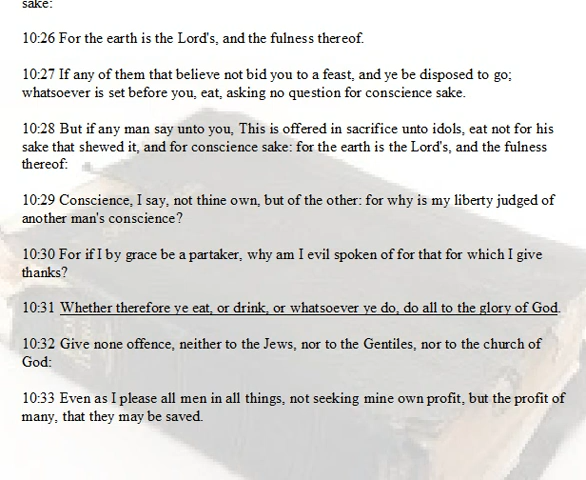 sake:
10:26 For the earth is the Lord's, and the fulness thereof.
10:27 If any of them that believe not bid you to a feast, and ye be disposed to go;
whatsoever is set before you, eat, asking no question for conscience sake.
10:28 But if any man say unto you, This is offered in sacrifice unto idols, eat not for his
sake that shewed it, and for conscience sake: for the earth is the Lord's, and the fulness
thereof:
10:29 Conscience, I say, not thine own, but of the other: for why is my liberty judged of
another man's conscience?
10:30 For if I by grace be a partaker, why am I evil spoken of for that for which I give
thanks?
10:31 Whether therefore ye eat, or drink, or whatsoever ye do, do all to the glory of God.
10:32 Give none offence, neither to the Jews, nor to the Gentiles, nor to the church of
God:
10:33 Even as I please all men in all things, not seeking mine own profit, but the profit of
many, that they may be saved.